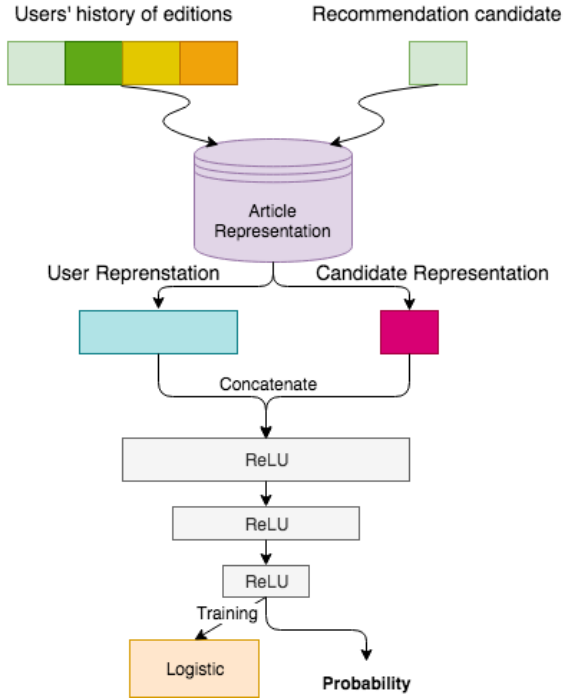 Users' history of editions
Recommendation candidate
Article
Representation
User Reprenstation
Candidate Representation
Concatenate
ReLU
ReLU
ReLU
Training
Logistic
Probability